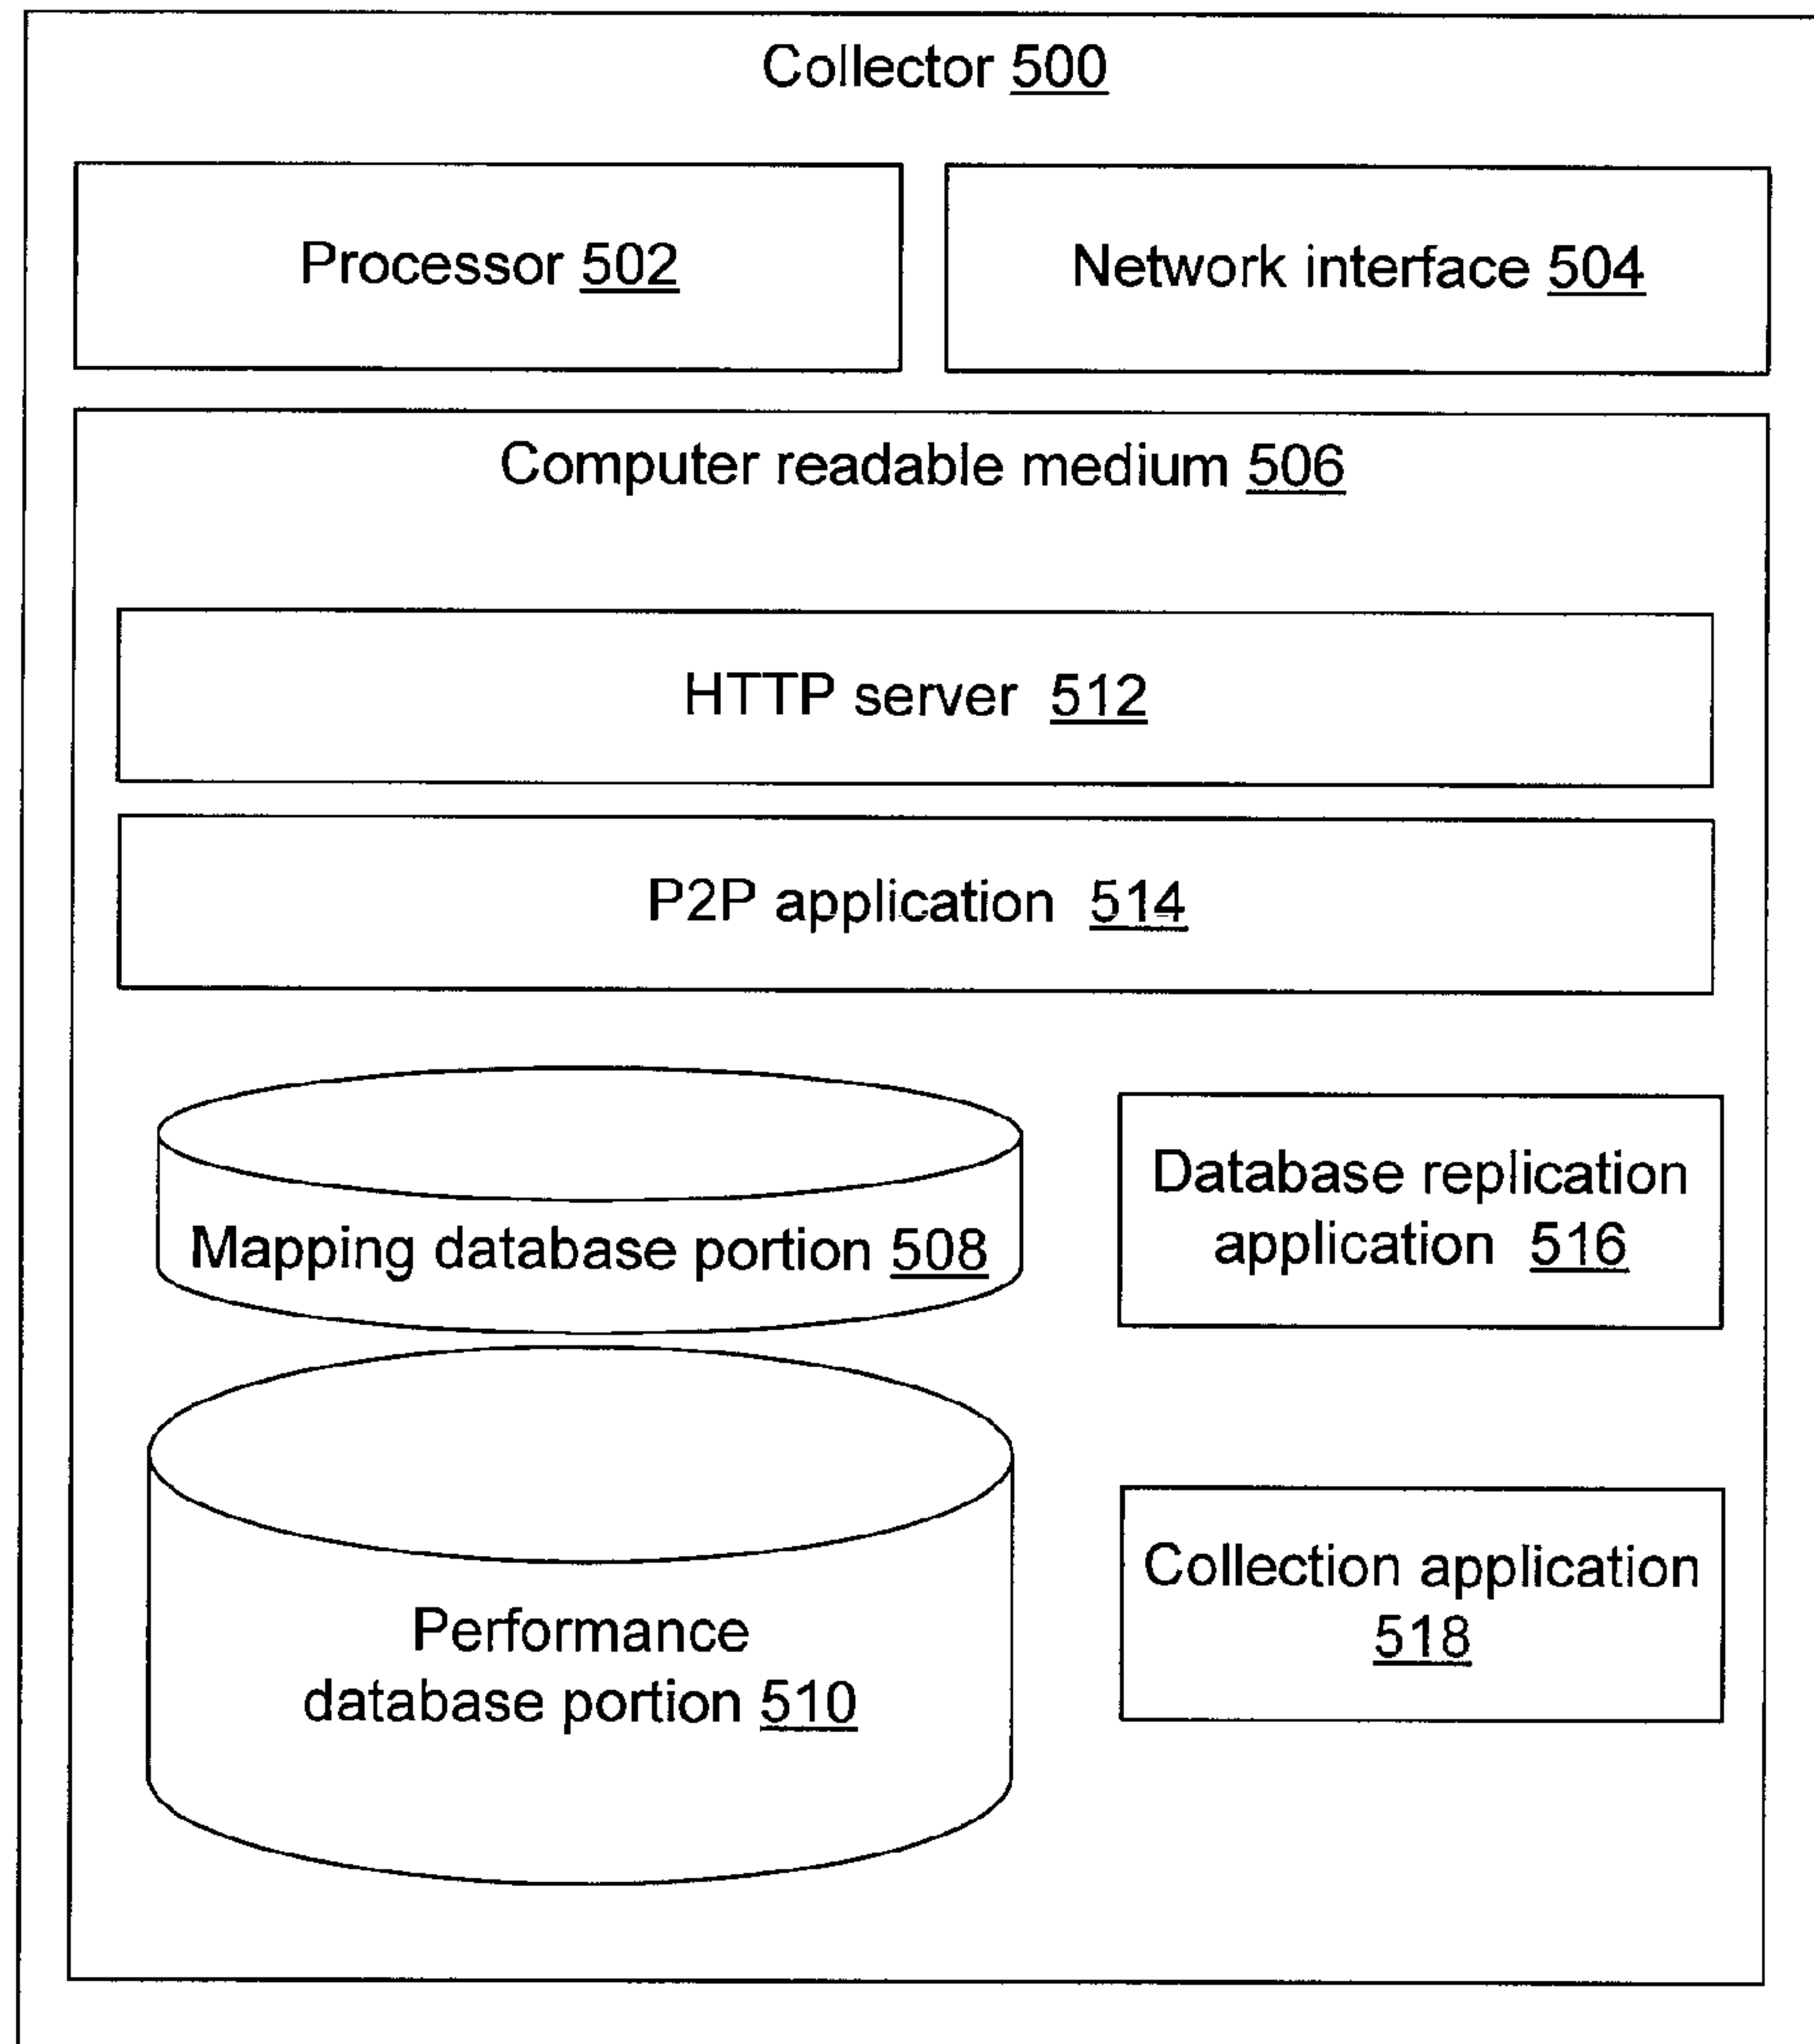 Collector 500
Processor 502
Network interface 504
Computer readable medium 506
HTTP server 512
P2P application 514
Mapping database portion 508
Database replication
application 516
Performance
database portion 510
Collection application
518